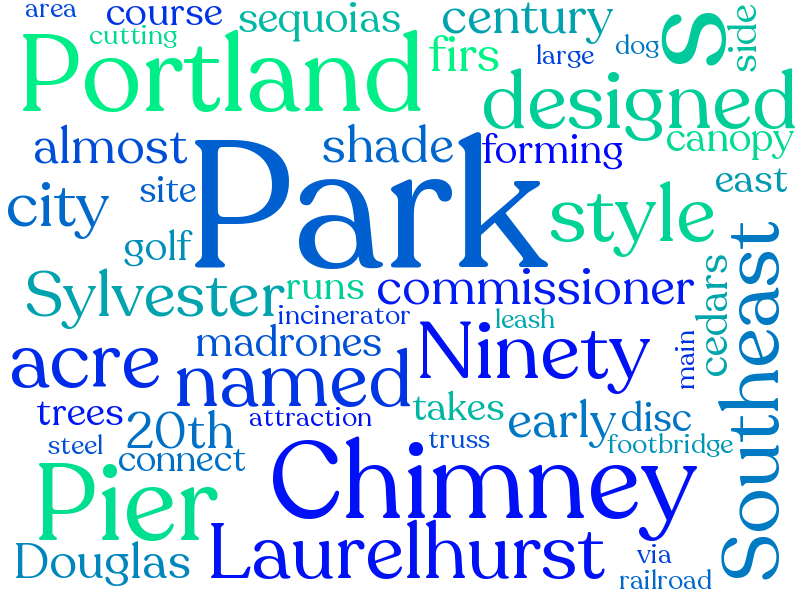 area
course
sequoias
century
S
side
cutting
Portland
firs
large
dog
designed
almost
shade
forming
canopy
city
site
Park
east
golf
style
Southeast
Sylvester
runs
commissioner
cedars
incinerator
leash
madrones
Ninety
main
acre
named
trees
20th
attraction
takes
early
disc
steel
connect
truss
footbridge
Pier
Chimney
Douglas
Laurelhurst
via
railroad